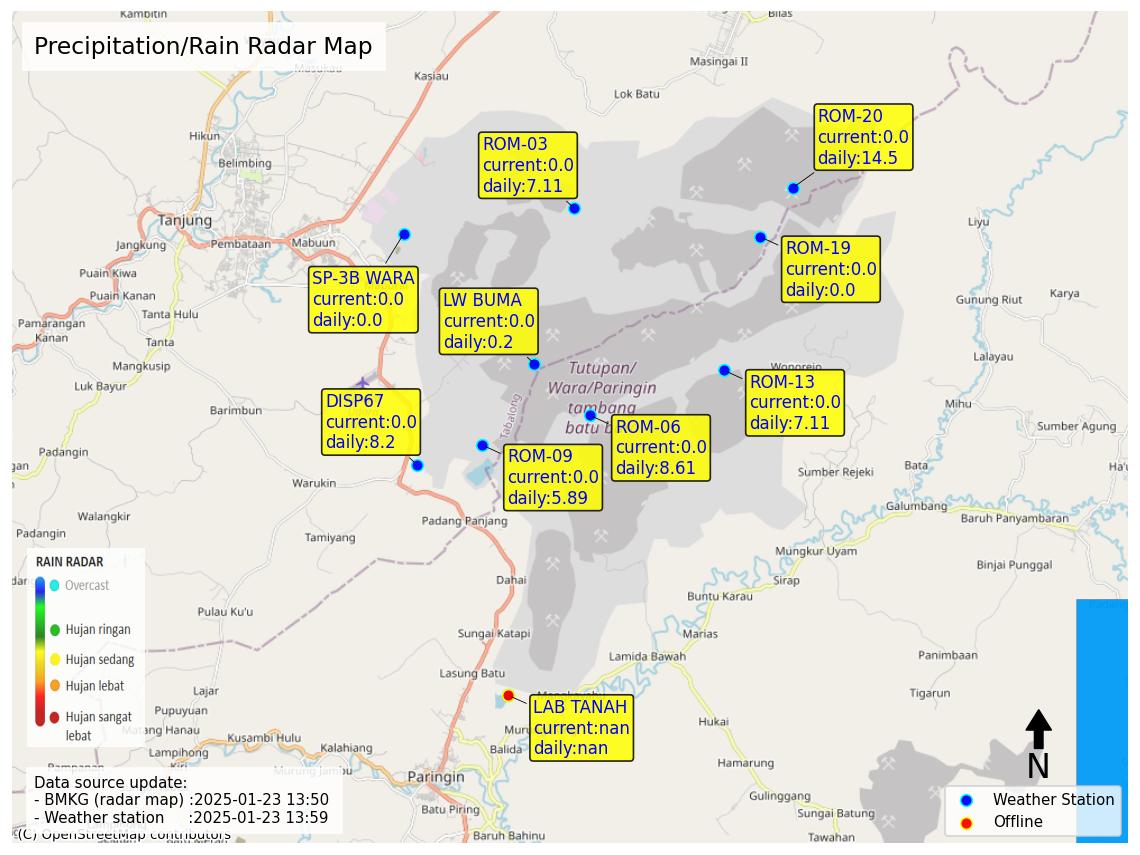 Kambitin
Bilas
Precipitation/Rain Radar Map
Masukau
Kasiau
Masingai II
Lok Batu
ROM-20
current:0.0
daily:14.5
Hikun
ROM-03
current:0.0
daily:7.11
Belimbing
Tanjung
Liyu
Jangkung
Pembataan
Mabuun
ROM-19
current:0.0
daily:0.0
Puain Kiwa
SP-3B WARA
current:0.0
daily:0.0
Puain Kanan
LW BUMA
current:0.0
daily:0.2
Gunung Riut
Karya
Tanta Hulu
Pamarangan
Kanan
Tanta
Mangkusip
Lalayau
Tutupan/
Wara/Paringin
tambang
batu b
Wonorejo
Luk Bayur
ROM-13
current:0.0
daily:7.11
Barimbun
DISP67
current:0.0
daily:8.2
Tabalong
Mihu
ROM-06
current:0.0
daily:8.61
Sumber Agung
Padangin
gan
ROM-09
current:0.0
daily:5.89
Bata
Ha'u
Sumber Rejeki
Warukin
Galumbang
Walangkir
Padang Panjang
Baruh Panyambaran
Padangin
Tamiyang
Mungkur Uyam
RAIN RADAR
Binjai Punggal
Overcast
Dahai
Sirap
Buntu Karau
Pulau Ku'u
Hujan ringan
Sungai Katapi
Marias
Hujan sedang
Lamida Bawah
Panimbaan
Hujan lebat
Lasung Batu
Lajar
Tigarun
Pupuyuan
Hujan sangat
lebat
LAB TANAH
current:nan
daily:nan
Hukai
Matang Hanau
Kusambi Hulu
Kalahiang
Lampihong
Balida
Hamarung
Murung Jambu
Paringin
N
Data source update:
- BMKG (radar map) :2025-01-23 13:50
- Weather station :2025-01-23 13:59
Gulinggang
Weather Station
Offline
Batu Piring
Sungai Batung
Baruh Bahinu
Tawahan
(C) OpenStreetMap contributors